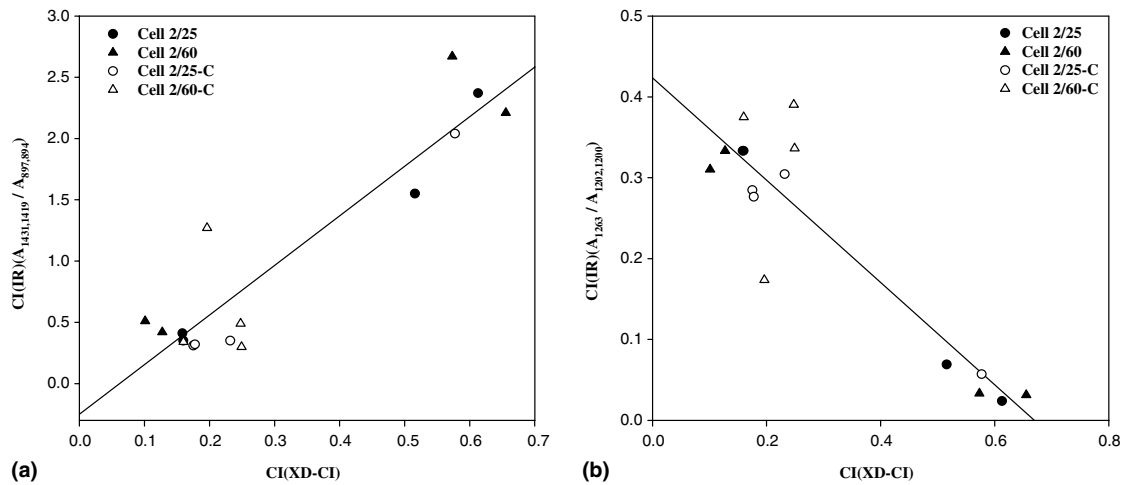 3.0
2.5
2.0
1.5
1.0
0.5
0.0
CI(IR)(A1431,1419 / A897,894)
Cell 2/25
Cell 2/60
Cell 2/25-C
Cell 2/60-C
0.0 0.1 0.2 0.3 0.4 0.5 0.6 0.7
CI(XD-CI)
(a)
0.5
0.4
0.3
0.2
0.1
0.0
CI(IR)(A1263 / A1202,1200)
Cell 2/25
Cell 2/60
Cell 2/25-C
Cell 2/60-C
0.0 0.2 0.4 0.6 0.8
CI(XD-CI)
(b)